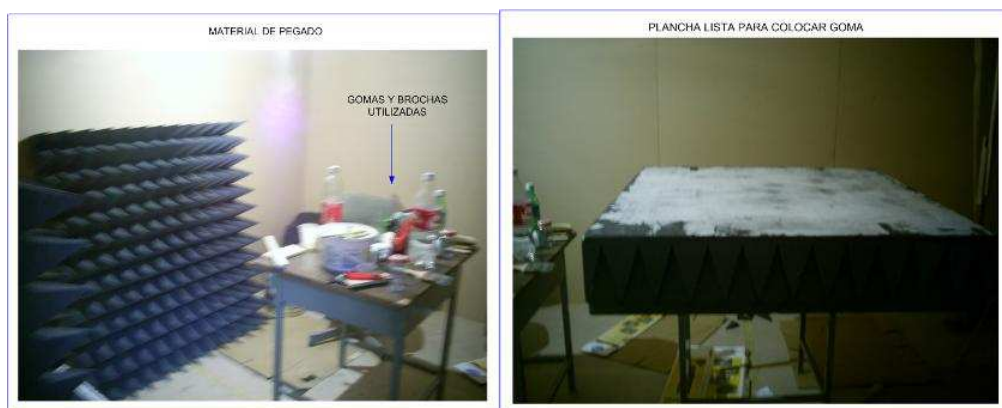 MATERIAL DE PEGADO
GOMAS Y BROCHAS
UTILIZADAS
PLANCHA LISTA PARA COLOCAR GOMA